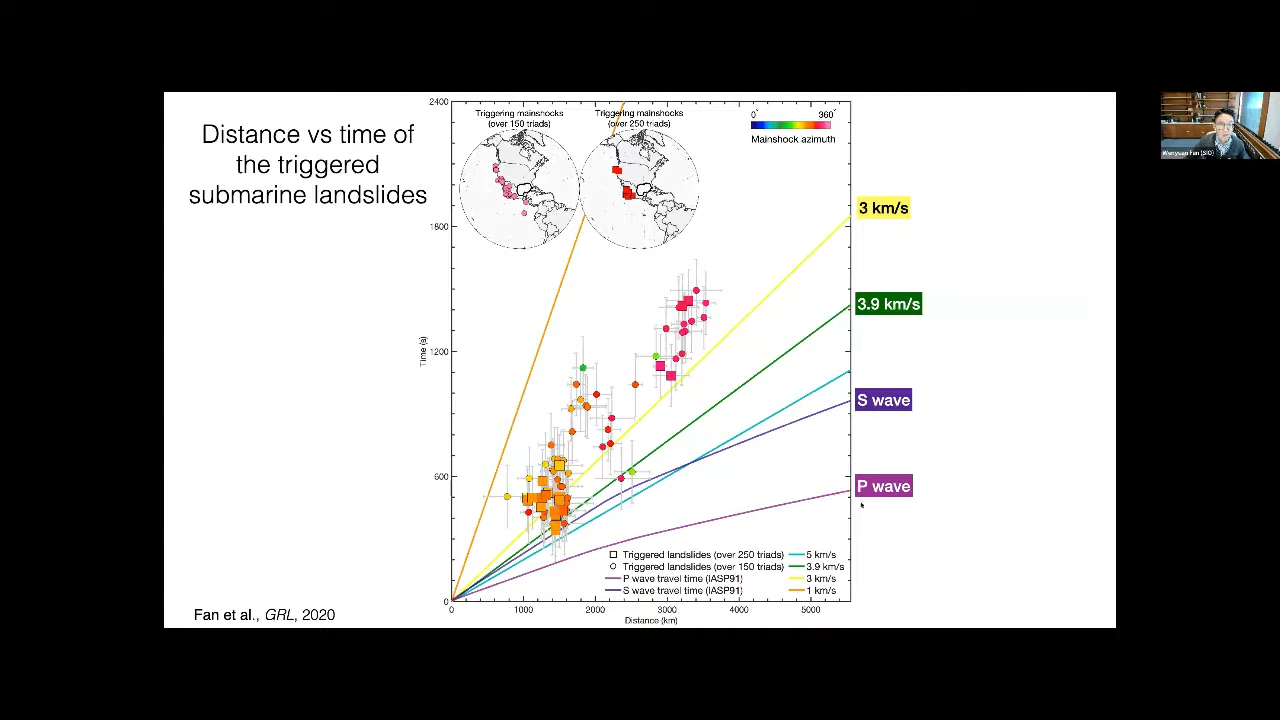 Distance vs time of
the triggered
submarine landslides
Triggering mainshocks
(over 150 triads)
Triggering mainshocks
(over 250 triads)
0° 360°
Mainshock azimuth
2400
1800
1200
600
0
Time (s)
0 1000 2000 3000 4000 5000
Distance (km)
3 km/s
3.9 km/s
S wave
P wave
Triggered landslides (over 250 triads)
Triggered landslides (over 150 triads)
P wave travel time (IASP91)
S wave travel time (IASP91)
5 km/s
3.9 km/s
3 km/s
1 km/s
Fan et al., GRL, 2020
Wenyuan Fan (SIO)